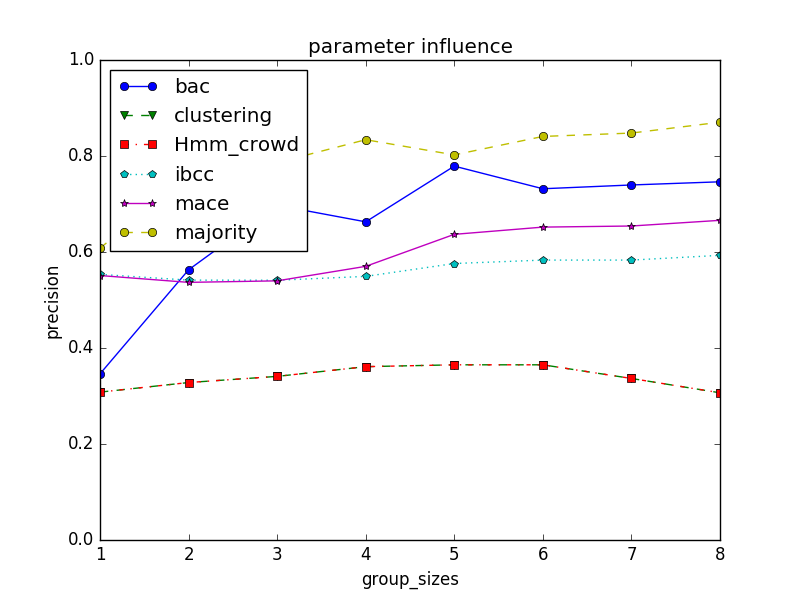 parameter influence
bac
clustering
Hmm_crowd
ibcc
mace
majority
precision
1.0
0.8
0.6
0.4
0.2
0.0
1 2 3 4 5 6 7 8
group_sizes